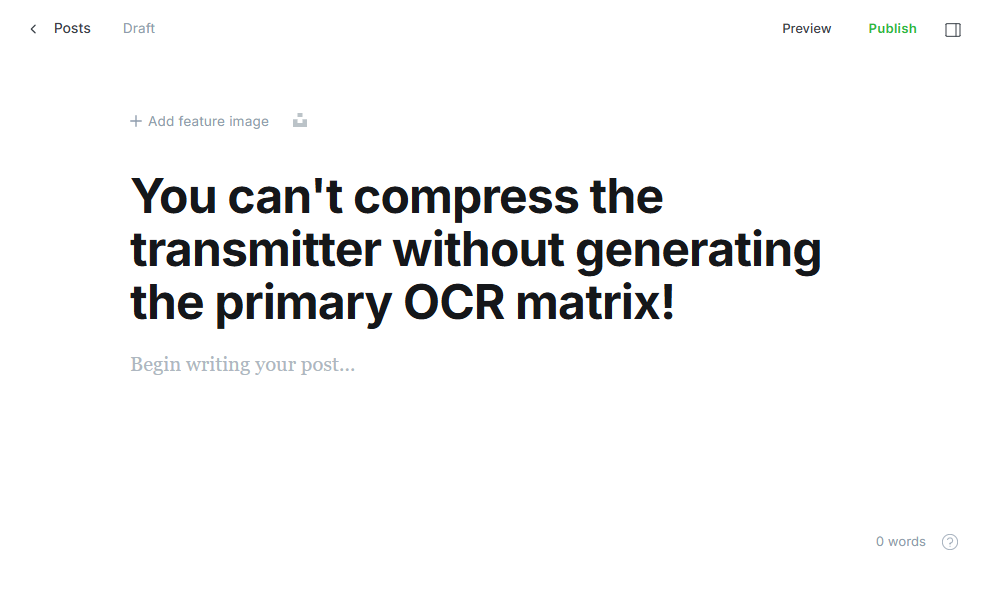 Posts Draft Preview Publish
Add feature image
You can't compress the
transmitter without generating
the primary OCR matrix!
Begin writing your post...
0 words ?